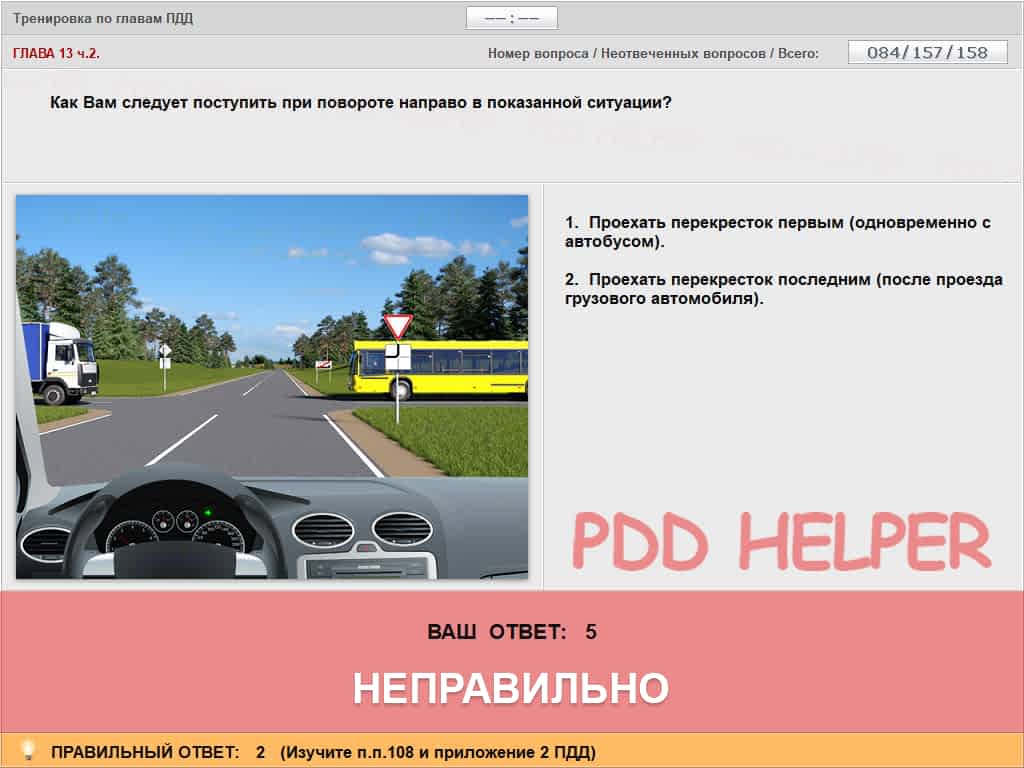 Тренировка по главам ПДД
–– : ––
ГЛАВА 13 ч.2.
Номер вопроса / Неотвеченных вопросов / Всего:
084/157/158
Как Вам следует поступить при повороте направо в показанной ситуации?
1. Проехать перекресток первым (одновременно с
автобусом).
2. Проехать перекресток последним (после проезда
грузового автомобиля).
PDD HELPER
ВАШ ОТВЕТ: 5
НЕПРАВИЛЬНО
ПРАВИЛЬНЫЙ ОТВЕТ: 2 (Изучите п.п.108 и приложение 2 ПДД)